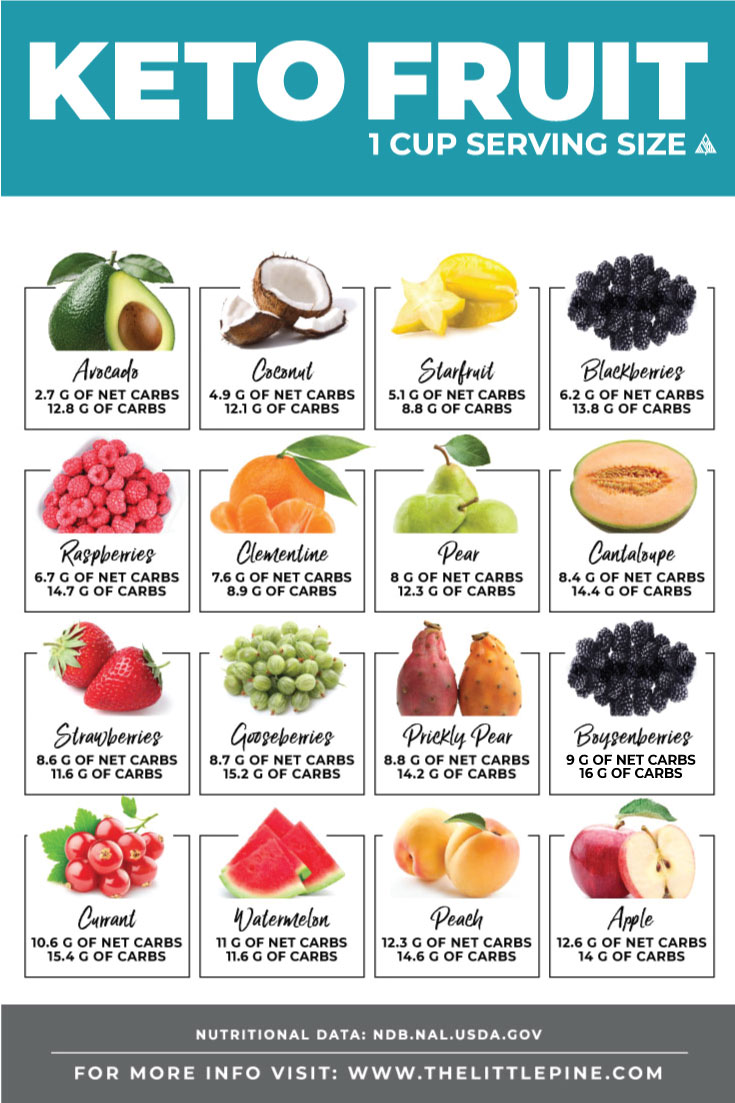 KETO FRUIT
1 CUP SERVING SIZE
Avocado
2.7 G OF NET CARBS
12.8 G OF CARBS
Coconut
4.9 G OF NET CARBS
12.1 G OF CARBS
Starfruit
5.1 G OF NET CARBS
8.8 G OF CARBS
Blackberries
6.2 G OF NET CARBS
13.8 G OF CARBS
Raspberries
6.7 G OF NET CARBS
14.7 G OF CARBS
Clementine
7.6 G OF NET CARBS
8.9 G OF CARBS
Pear
8 G OF NET CARBS
12.3 G OF CARBS
Cantaloupe
8.4 G OF NET CARBS
14.4 G OF CARBS
Strawberries
8.6 G OF NET CARBS
11.6 G OF CARBS
Gooseberries
8.7 G OF NET CARBS
15.2 G OF CARBS
Prickly Pear
8.8 G OF NET CARBS
14.2 G OF CARBS
Boysenberries
9 G OF NET CARBS
16 G OF CARBS
Currant
10.6 G OF NET CARBS
15.4 G OF CARBS
Watermelon
11 G OF NET CARBS
11.6 G OF CARBS
Peach
12.3 G OF NET CARBS
14.6 G OF CARBS
Apple
12.6 G OF NET CARBS
14 G OF CARBS
NUTRITIONAL DATA: NDB.NAL.USDA.GOV
FOR MORE INFO VISIT: WWW.THELITTLEPINE.COM